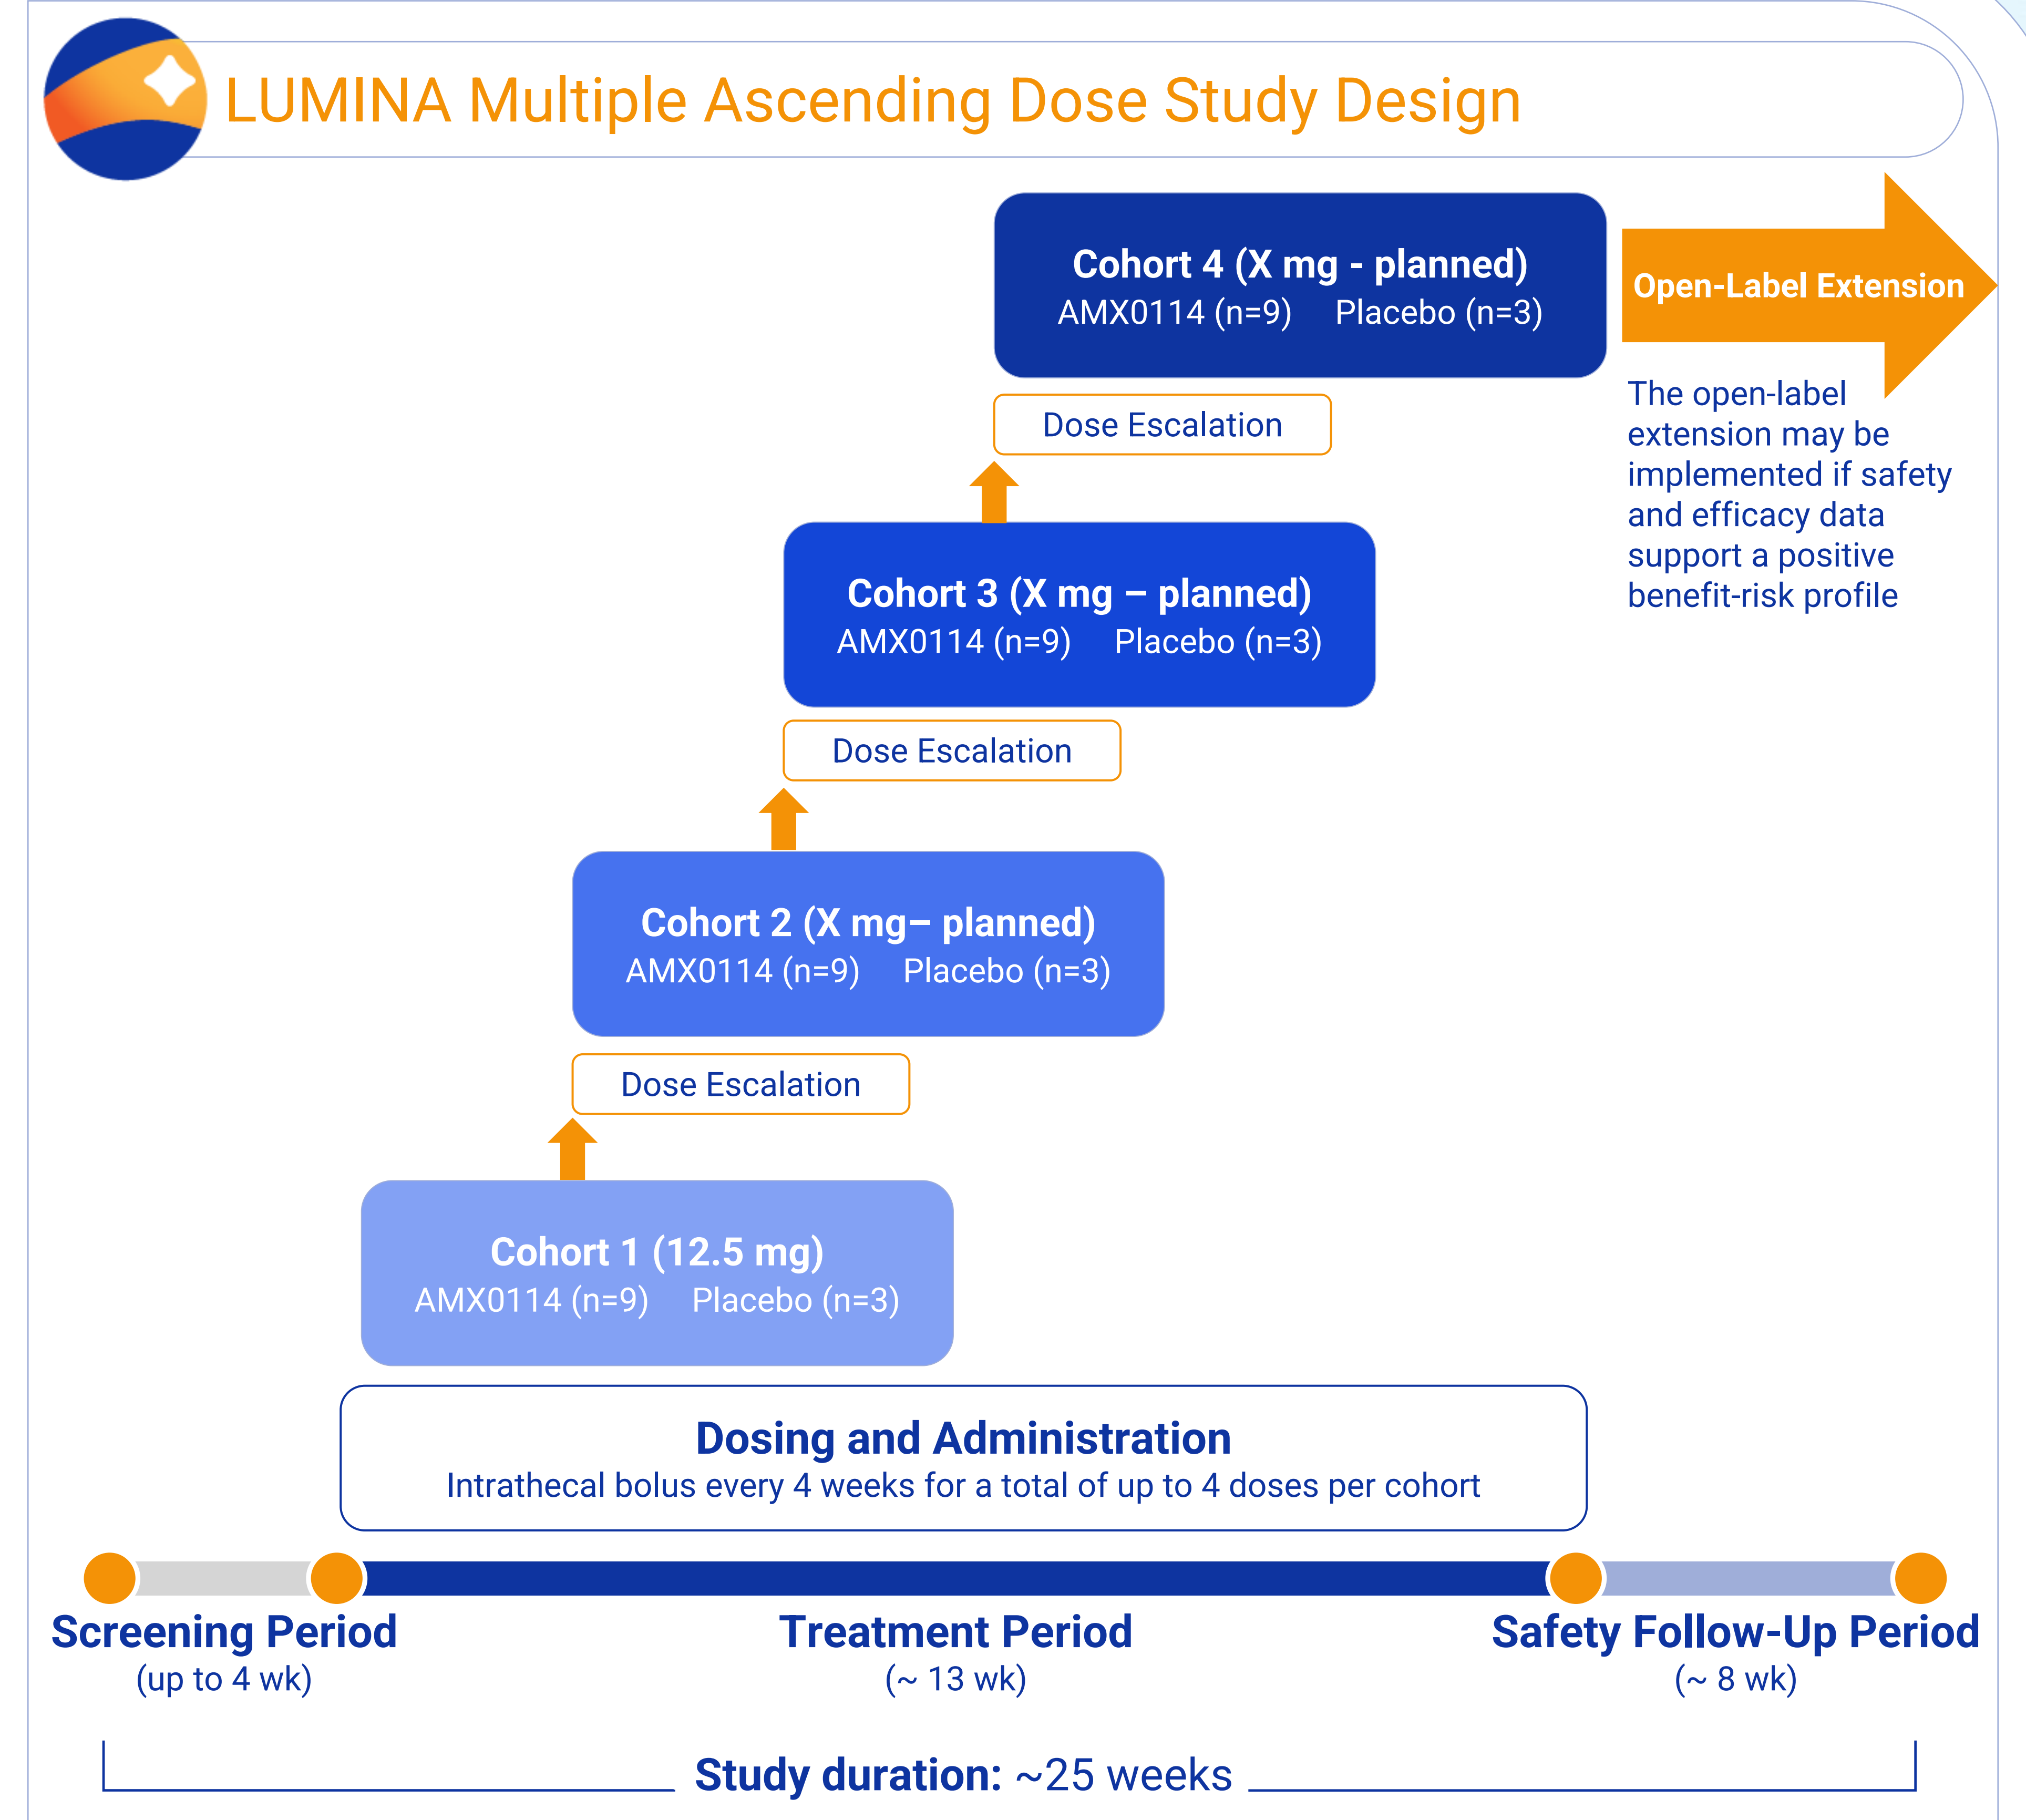 LUMINA Multiple Ascending Dose Study Design
Cohort 4 (X mg - planned)
AMX0114 (n=9) Placebo (n=3)
Open-Label Extension
The open-label
extension may be
implemented if safety
and efficacy data
support a positive
benefit-risk profile
Dose Escalation
Cohort 3 (X mg – planned)
AMX0114 (n=9) Placebo (n=3)
Dose Escalation
Cohort 2 (X mg– planned)
AMX0114 (n=9) Placebo (n=3)
Dose Escalation
Cohort 1 (12.5 mg)
AMX0114 (n=9) Placebo (n=3)
Dosing and Administration
Intrathecal bolus every 4 weeks for a total of up to 4 doses per cohort
Screening Period
(up to 4 wk)
Treatment Period
(~ 13 wk)
Safety Follow-Up Period
(~ 8 wk)
Study duration: ~25 weeks